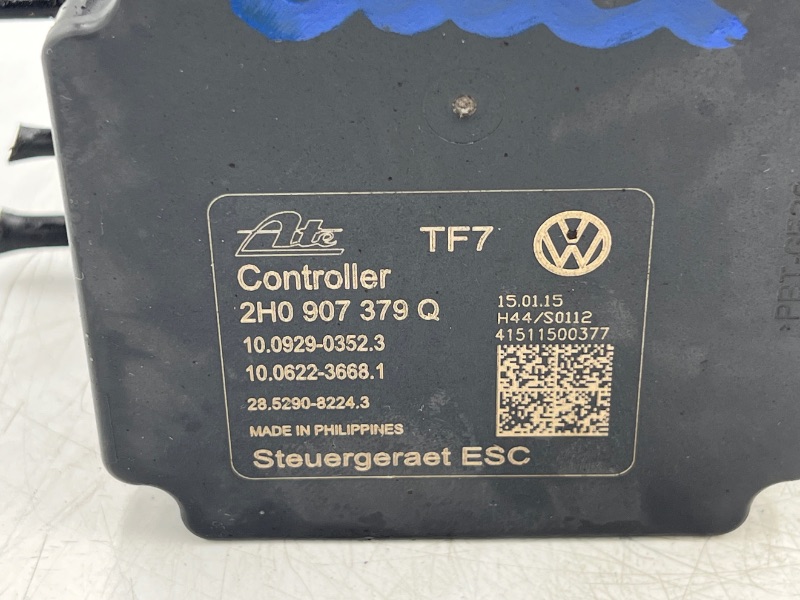 Ate TF7
Controller
2H0 907 379 Q
10.0929-0352.3
10.0622-3668.1
28.5290-8224.3
MADE IN PHILIPPINES
Steuergeraet ESC
15.01.15
H44/S0112
41511500377